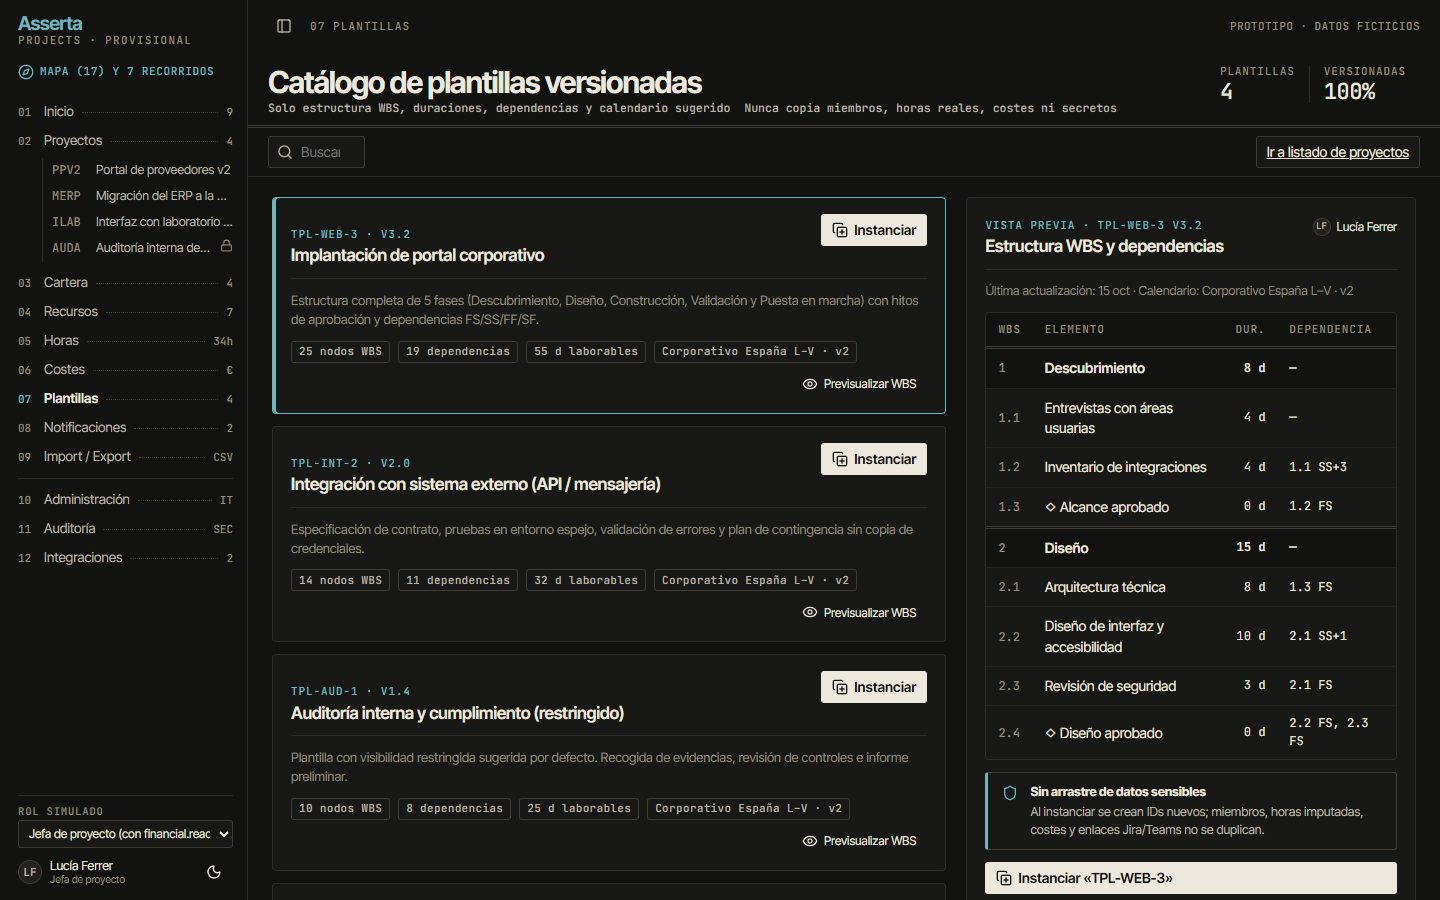 Asserta
PROJECTS · PROVISIONAL
MAPA (17) Y 7 RECORRIDOS
01 Inicio 9
02 Proyectos 4
PPV2 Portal de proveedores v2
MERP Migración del ERP a la ...
ILAB Interfaz con laboratorio ...
AUDA Auditoría interna de...
03 Cartera 4
04 Recursos 7
05 Horas 34h
06 Costes €
07 Plantillas 4
08 Notificaciones 2
09 Import / Export CSV
10 Administración IT
11 Auditoría SEC
12 Integraciones 2
ROL SIMULADO
Jefa de proyecto (con financial.reac
LF Lucía Ferrer
Jefa de proyecto
07 PLANTILLAS
PROTOTIPO · DATOS FICTICIOS
Catálogo de plantillas versionadas
Solo estructura WBS, duraciones, dependencias y calendario sugerido Nunca copia miembros, horas reales, costes ni secretos
PLANTILLAS
4
VERSIONADAS
100%
Buscar
Ir a listado de proyectos
TPL-WEB-3 · V3.2
Implantación de portal corporativo
Instanciar
Estructura completa de 5 fases (Descubrimiento, Diseño, Construcción, Validación y Puesta en marcha) con hitos
de aprobación y dependencias FS/SS/FF/SF.
25 nodos WBS 19 dependencias 55 d laborables Corporativo España L–V · v2
Previsualizar WBS
TPL-INT-2 · V2.0
Integración con sistema externo (API / mensajería)
Instanciar
Especificación de contrato, pruebas en entorno espejo, validación de errores y plan de contingencia sin copia de
credenciales.
14 nodos WBS 11 dependencias 32 d laborables Corporativo España L–V · v2
Previsualizar WBS
TPL-AUD-1 · V1.4
Auditoría interna y cumplimiento (restringido)
Instanciar
Plantilla con visibilidad restringida sugerida por defecto. Recogida de evidencias, revisión de controles e informe
preliminar.
10 nodos WBS 8 dependencias 25 d laborables Corporativo España L–V · v2
Previsualizar WBS
VISTA PREVIA · TPL-WEB-3 V3.2
Estructura WBS y dependencias
LF Lucía Ferrer
Última actualización: 15 oct · Calendario: Corporativo España L–V · v2
WBS ELEMENTO DUR. DEPENDENCIA
1 Descubrimiento 8 d —
1.1 Entrevistas con áreas usuarias 4 d —
1.2 Inventario de integraciones 4 d 1.1 SS+3
1.3 ◇ Alcance aprobado 0 d 1.2 FS
2 Diseño 15 d —
2.1 Arquitectura técnica 8 d 1.3 FS
2.2 Diseño de interfaz y accesibilidad 10 d 2.1 SS+1
2.3 Revisión de seguridad 3 d 2.1 FS
2.4 ◇ Diseño aprobado 0 d 2.2 FS, 2.3 FS
Sin arrastre de datos sensibles
Al instanciar se crean IDs nuevos; miembros, horas imputadas,
costes y enlaces Jira/Teams no se duplican.
Instanciar «TPL-WEB-3»